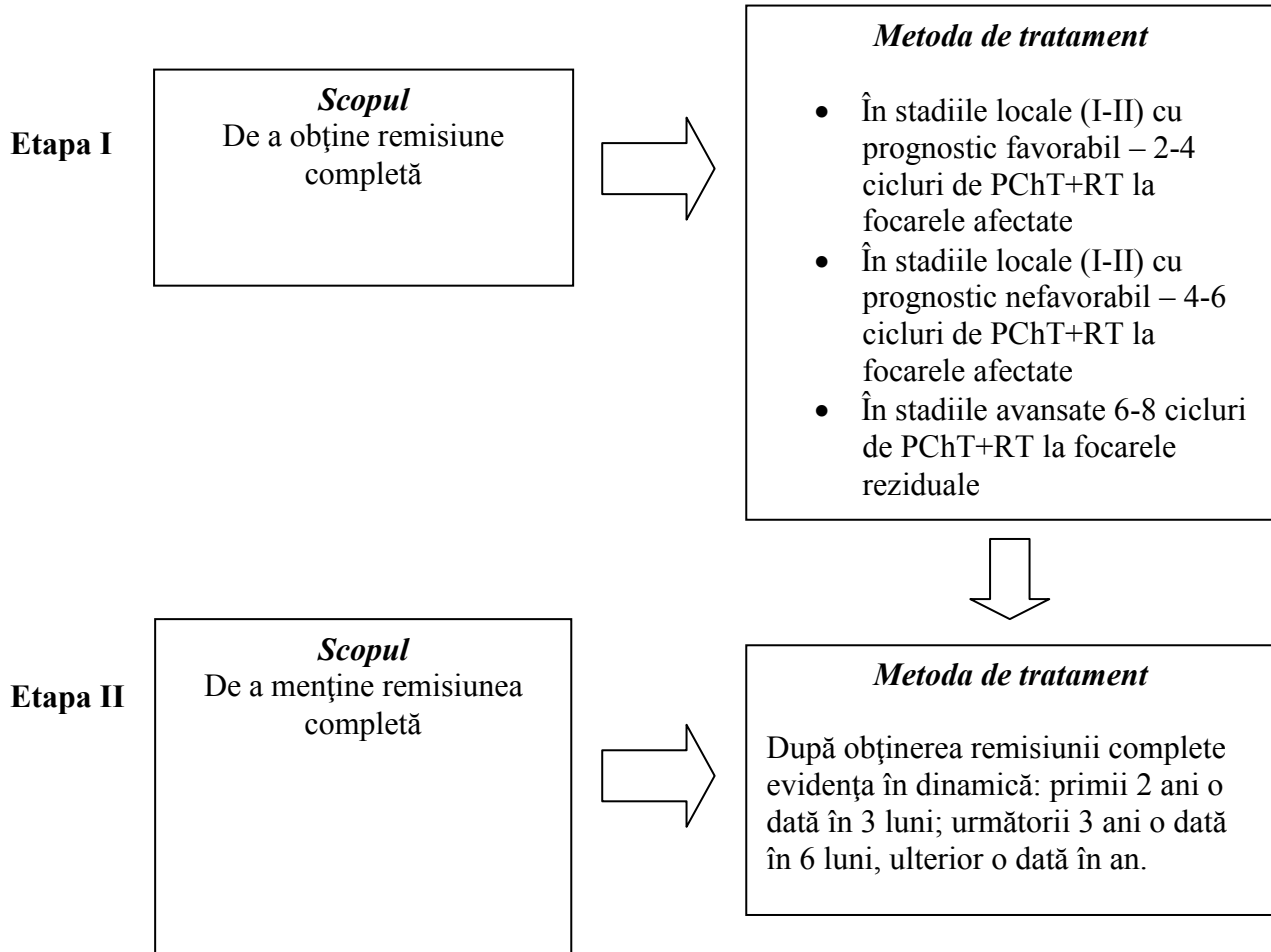 Etapa I
Scopul
De a obţine remisiune
completă
Metoda de tratament
• În stadiile locale (I-II) cu
prognostic favorabil – 2-4
cicluri de PChT+RT la
focarele afectate
• În stadiile locale (I-II) cu
prognostic nefavorabil – 4-6
cicluri de PChT+RT la
focarele afectate
• În stadiile avansate 6-8 cicluri
de PChT+RT la focarele
reziduale
Etapa II
Scopul
De a menţine remisiunea
completă
Metoda de tratament
După obţinerea remisiunii complete
evidenţa în dinamică: primii 2 ani o
dată în 3 luni; următorii 3 ani o dată
în 6 luni, ulterior o dată în an.